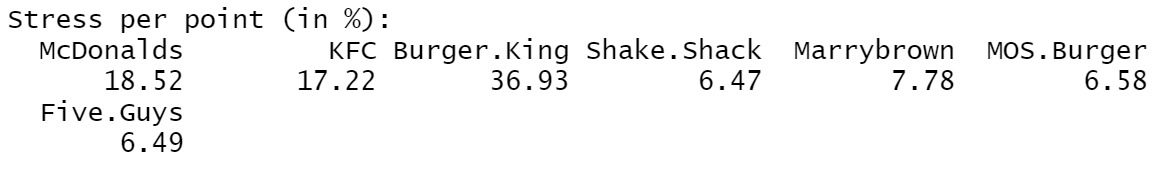 Stress per point (in %):
McDonalds KFC Burger.King Shake.Shack Marrybrown MOS.Burger
18.52 17.22 36.93 6.47 7.78 6.58
Five.Guys
6.49